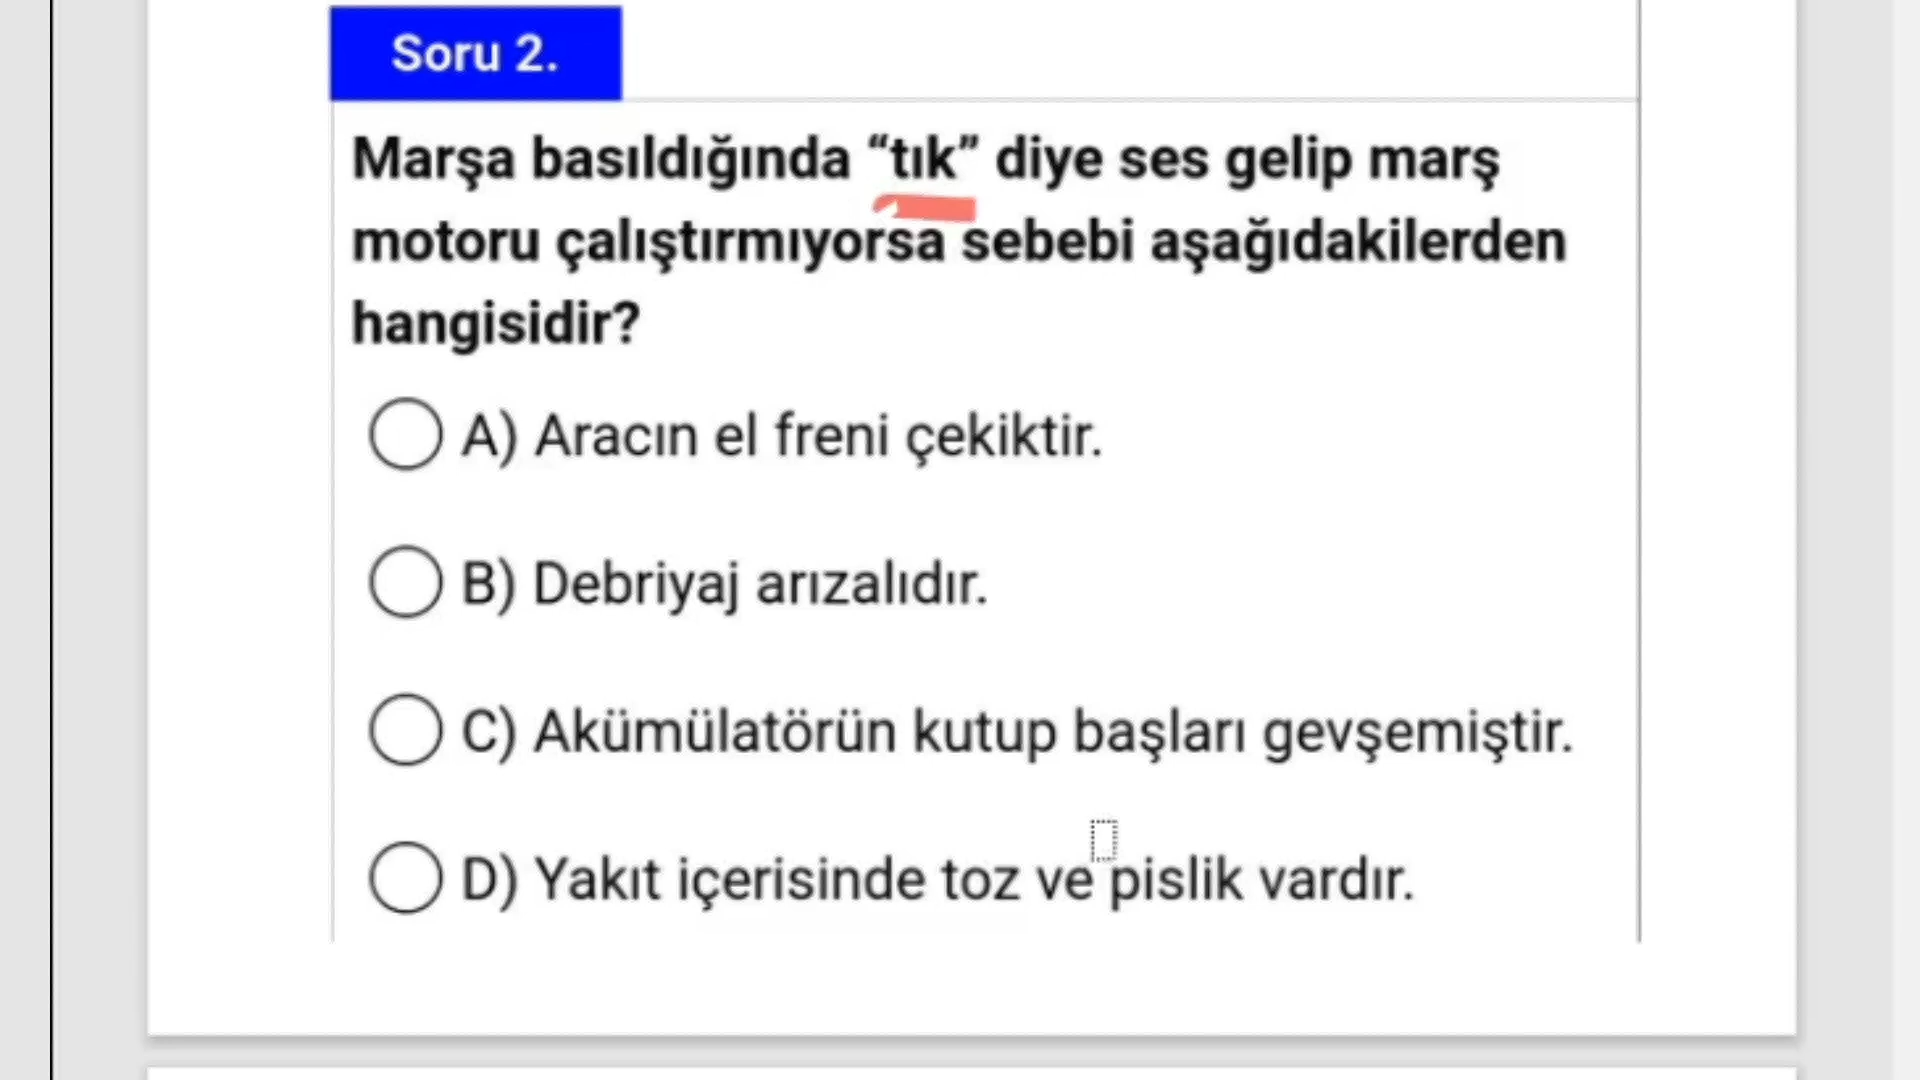 Soru 2.
Marşa basıldığında “tık” diye ses gelip marş
motoru çalıştırmıyorsa sebebi aşağıdakilerden
hangisidir?
A) Aracın el freni çekiktir.
B) Debriyaj arızalıdır.
C) Akümülatörün kutup başları gevşemiştir.
D) Yakıt içerisinde toz ve pislik vardır.